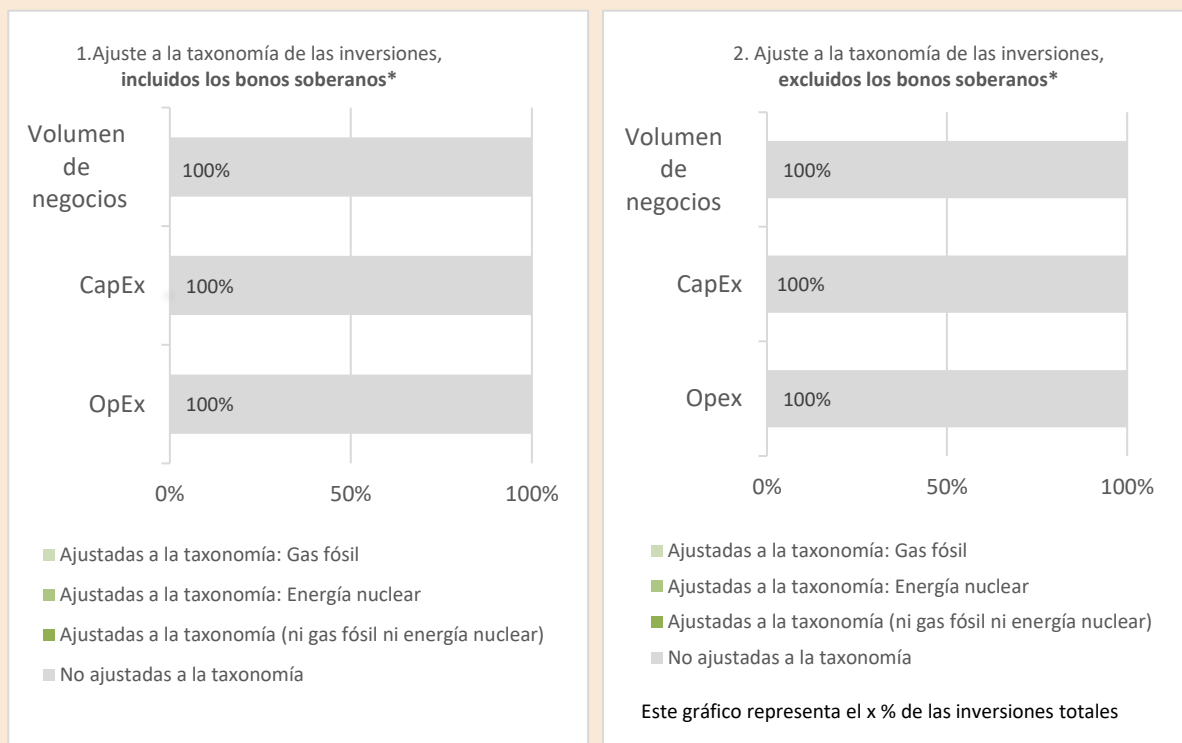 1.Ajuste a la taxonomía de las inversiones,
incluidos los bonos soberanos*
Volumen
de
negocios
100%
CapEx
100%
OpEx
100%
0%
50%
100%
Ajustadas a la taxonomía: Gas fósil
Ajustadas a la taxonomía: Energía nuclear
Ajustadas a la taxonomía (ni gas fósil ni energía nuclear)
No ajustadas a la taxonomía
2. Ajuste a la taxonomía de las inversiones,
excluidos los bonos soberanos*
Volumen
de
negocios
100%
CapEx
100%
Opex
100%
0%
50%
100%
Ajustadas a la taxonomía: Gas fósil
Ajustadas a la taxonomía: Energía nuclear
Ajustadas a la taxonomía (ni gas fósil ni energía nuclear)
No ajustadas a la taxonomía
Este gráfico representa el x % de las inversiones totales